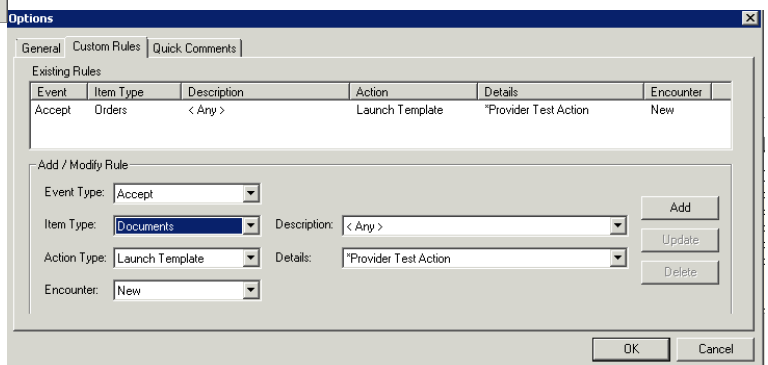 Options
General Custom Rules Quick Comments
Existing Rules
Event Item Type Description Action Details Encounter
Accept Orders < Any > Launch Template *Provider Test Action New
Add / Modify Rule
Event Type: Accept
Add
Item Type: Documents Description: < Any >
Update
Action Type: Launch Template Details: *Provider Test Action
Delete
Encounter: New
OK Cancel